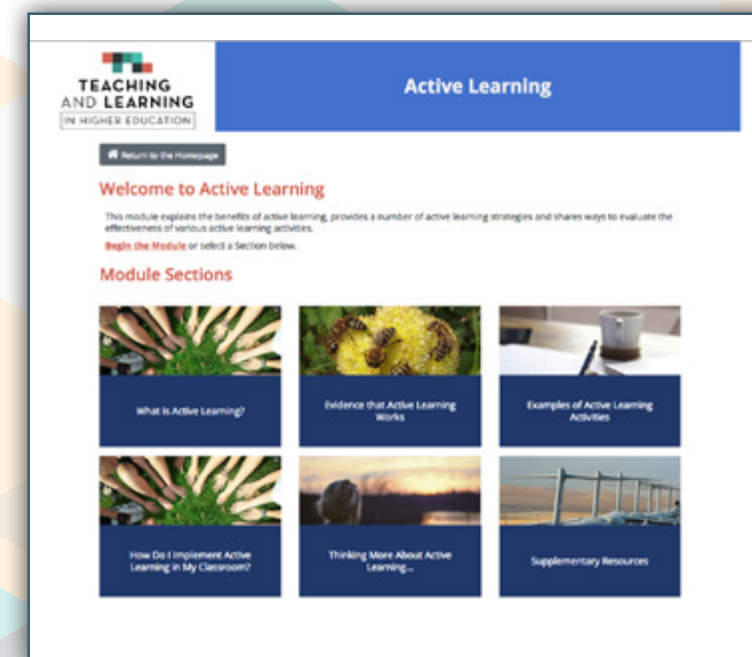 TEACHING
AND LEARNING
IN HIGHER EDUCATION
Active Learning
Return to the Homepage
Welcome to Active Learning
This module explains the benefits of active learning, provides a number of active learning strategies and shares ways to evaluate the
effectiveness of various active learning activities.
Begin the Module or select a Section below.
Module Sections
What is Active Learning?
Evidence that Active Learning
Works
Examples of Active Learning
Activities
How Do I Implement Active
Learning in My Classroom?
Thinking More About Active
Learning...
Supplementary Resources